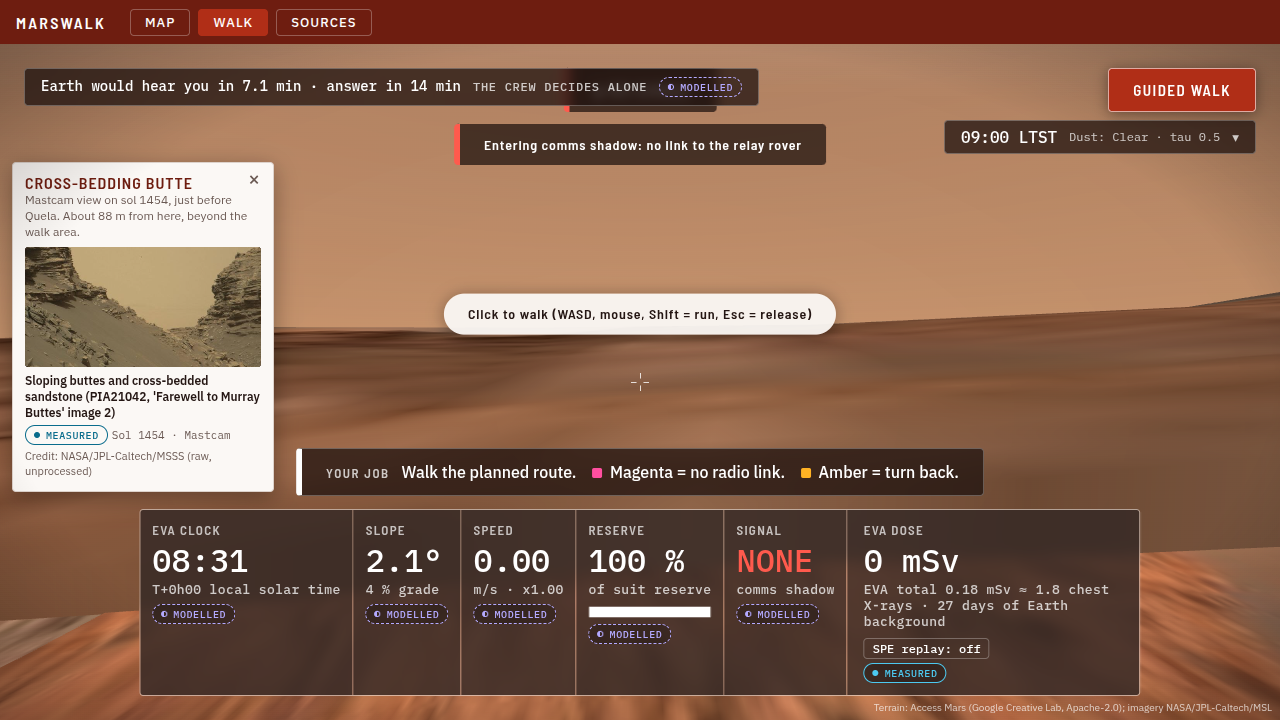 MARSWALK
MAP
WALK
SOURCES
Earth would hear you in 7.1 min · answer in 14 min THE CREW DECIDES ALONE ◐ MODELLED
GUIDED WALK
09:00 LTST Dust: Clear · tau 0.5 ▼
Entering comms shadow: no link to the relay rover
CROSS-BEDDING BUTTE ×
Mastcam view on sol 1454, just before
Quela. About 88 m from here, beyond the
walk area.
Sloping buttes and cross-bedded
sandstone (PIA21042, 'Farewell to Murray
Buttes' image 2)
● MEASURED Sol 1454 · Mastcam
Credit: NASA/JPL-Caltech/MSSS (raw,
unprocessed)
Click to walk (WASD, mouse, Shift = run, Esc = release)
YOUR JOB Walk the planned route. Magenta = no radio link. Amber = turn back.
EVA CLOCK
08:31
T+0h00 local solar time
◐ MODELLED
SLOPE
2.1°
4 % grade
◐ MODELLED
SPEED
0.00
m/s · x1.00
◐ MODELLED
RESERVE
100 %
of suit reserve
◐ MODELLED
SIGNAL
NONE
comms shadow
◐ MODELLED
EVA DOSE
0 mSv
EVA total 0.18 mSv ≈ 1.8 chest
X-rays · 27 days of Earth
background
SPE replay: off
● MEASURED
Terrain: Access Mars (Google Creative Lab, Apache-2.0); imagery NASA/JPL-Caltech/MSL